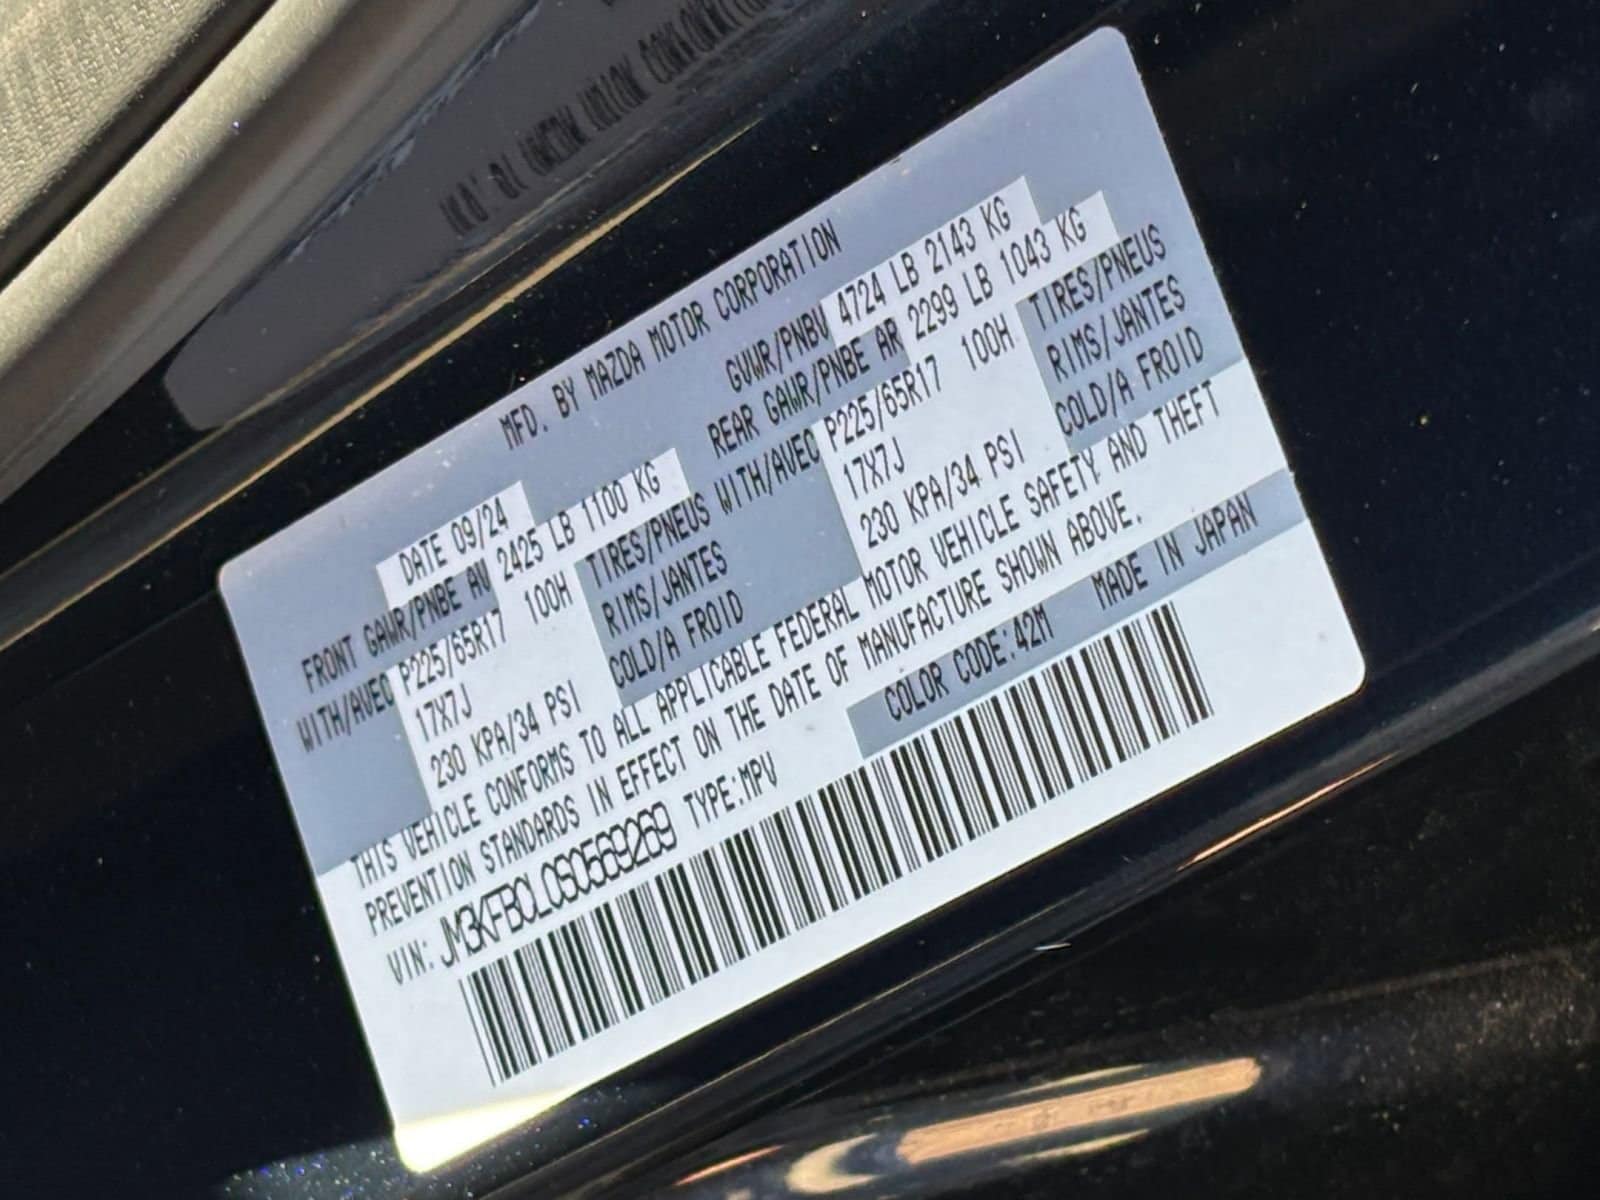 MFD. BY MAZDA MOTOR CORPORATION
DATE 09/24 GVWR/PNBV 4724 LB 2143 KG
FRONT GAWR/PNBE AV 2425 LB 1100 KG REAR GAWR/PNBE AR 2299 LB 1043 KG
WITH/AVEC P225/65R17 100H TIRES/PNEUS WITH/AVEC P225/65R17 100H TIRES/PNEUS
17X7J RIMS/JANTES 17X7J RIMS/JANTES
230 KPA/34 PSI COLD/A FROID 230 KPA/34 PSI COLD/A FROID
THIS VEHICLE CONFORMS TO ALL APPLICABLE FEDERAL MOTOR VEHICLE SAFETY AND THEFT
PREVENTION STANDARDS IN EFFECT ON THE DATE OF MANUFACTURE SHOWN ABOVE.
VIN: JM3KFBCL0S0569269 TYPE:MPV COLOR CODE:42M MADE IN JAPAN